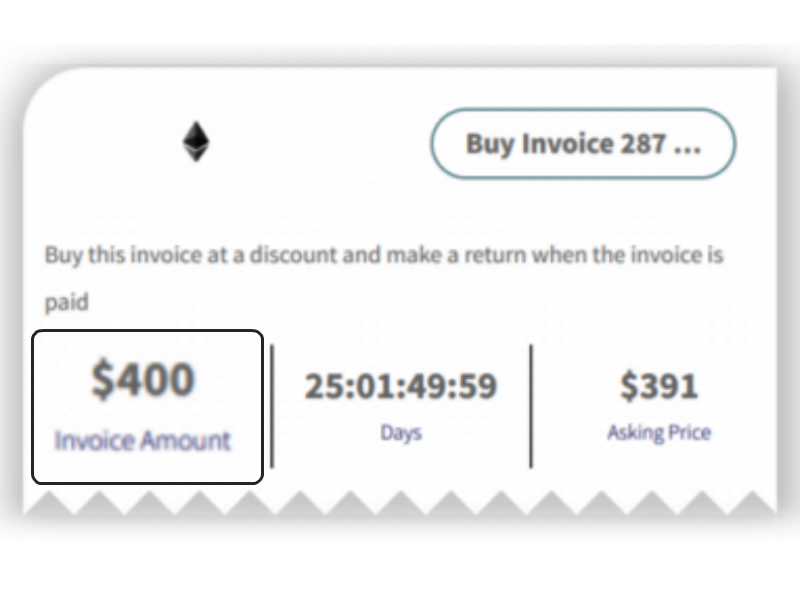 Buy Invoice 287 ...
Buy this invoice at a discount and make a return when the invoice is
paid
$400
Invoice Amount
25:01:49:59
Days
$391
Asking Price